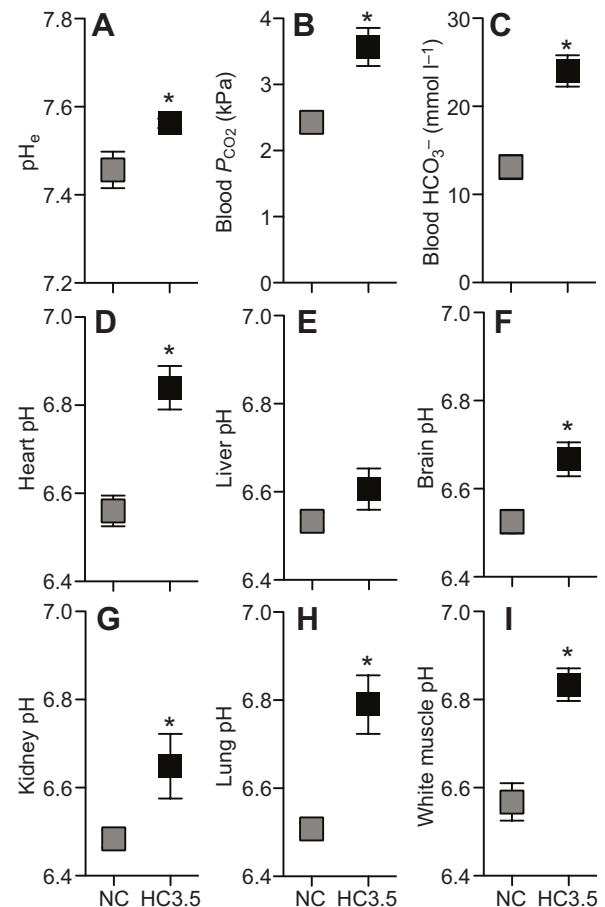 A
pHₑ
7.8
7.6
7.4
7.2
*
B
Blood P_CO₂ (kPa)
4
3
2
1
0
*
C
Blood HCO₃⁻ (mmol l⁻¹)
30
20
10
0
*
D
Heart pH
7.0
6.8
6.6
6.4
*
E
Liver pH
7.0
6.8
6.6
6.4
F
Brain pH
7.0
6.8
6.6
6.4
*
G
Kidney pH
7.0
6.8
6.6
6.4
*
NC HC3.5
H
Lung pH
7.0
6.8
6.6
6.4
*
NC HC3.5
I
White muscle pH
7.0
6.8
6.6
6.4
*
NC HC3.5